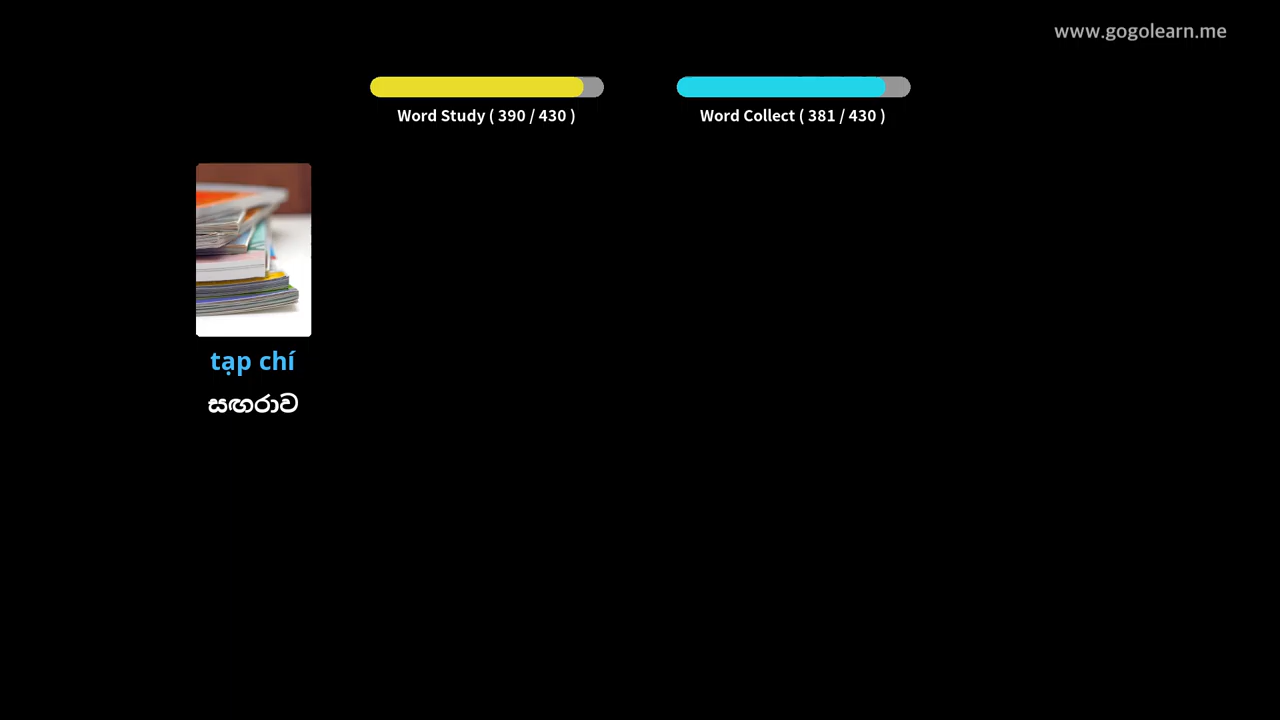 www.gogolearn.me
Word Study ( 390 / 430 )
Word Collect ( 381 / 430 )
tạp chí
සඟරාව